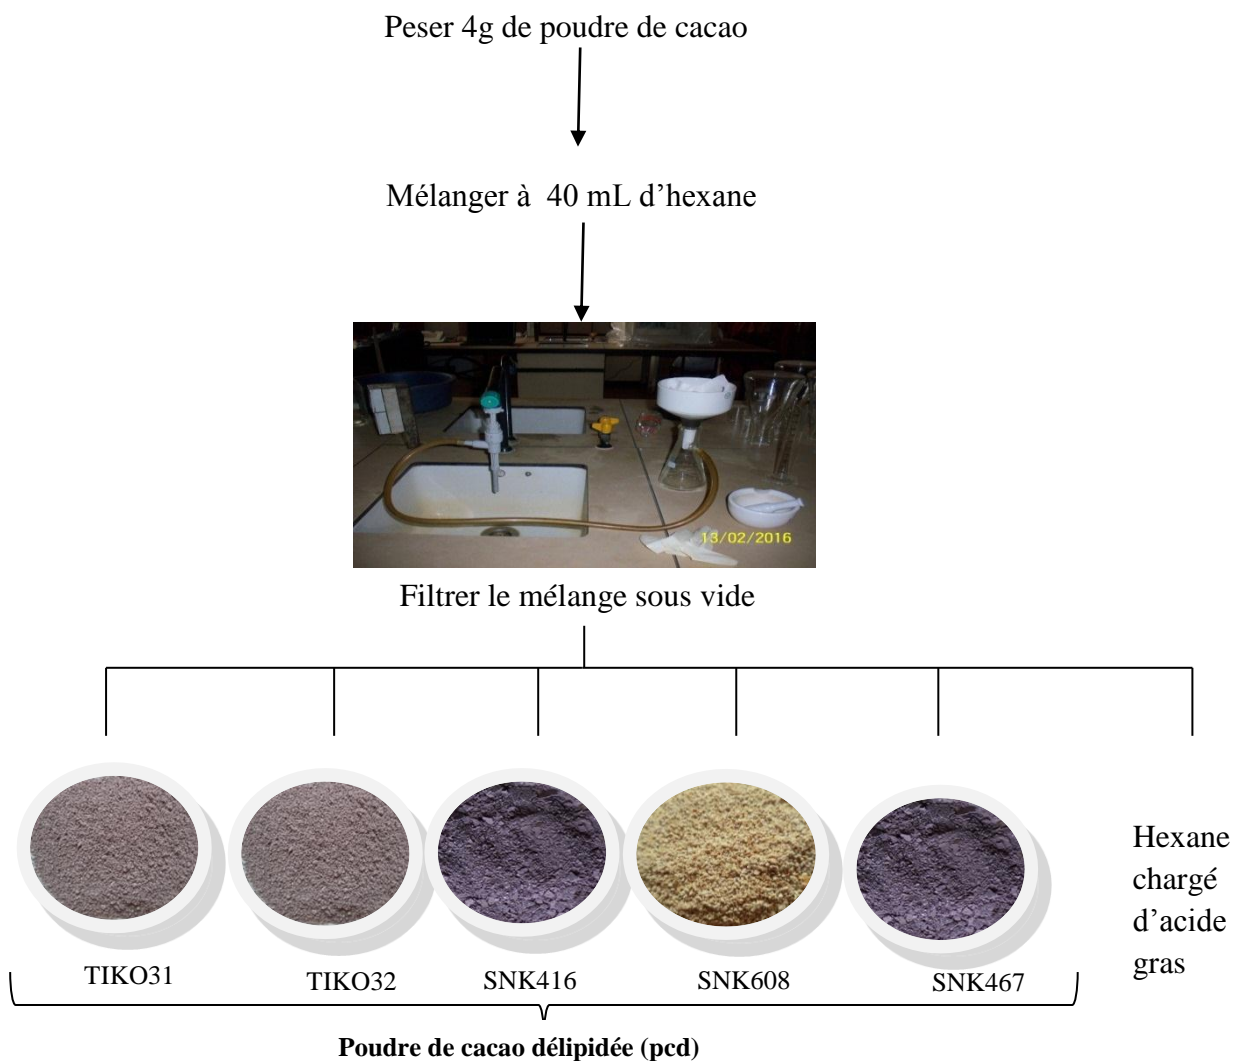 Peser 4g de poudre de cacao
Mélanger à 40 mL d’hexane
13/02/2016
Filtrer le mélange sous vide
TIKO31
TIKO32
SNK416
SNK608
SNK467
Hexane
chargé
d’acide
gras
Poudre de cacao délipidée (pcd)